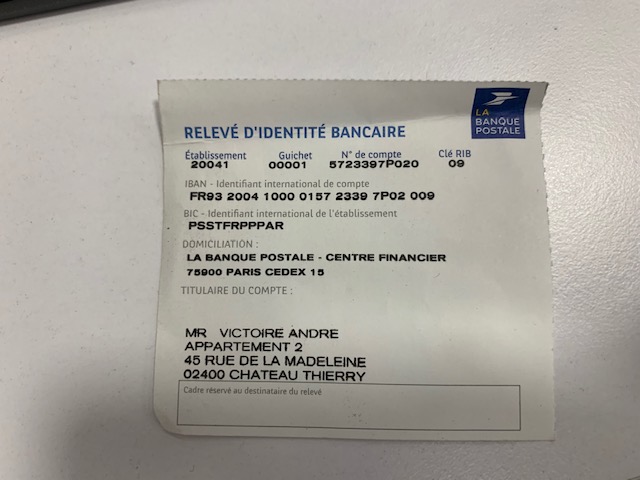 LA
BANQUE
POSTALE
RELEVÉ D'IDENTITÉ BANCAIRE
Établissement Guichet N° de compte Clé RIB
20041 00001 5723397P020 09
IBAN - Identifiant international de compte
FR93 2004 1000 0157 2339 7P02 009
BIC - Identifiant international de l'établissement
PSSTFRPPPAR
DOMICILIATION :
LA BANQUE POSTALE - CENTRE FINANCIER
75900 PARIS CEDEX 15
TITULAIRE DU COMPTE :
MR VICTOIRE ANDRE
APPARTEMENT 2
45 RUE DE LA MADELEINE
02400 CHATEAU THIERRY
Cadre réservé au destinataire du relevé